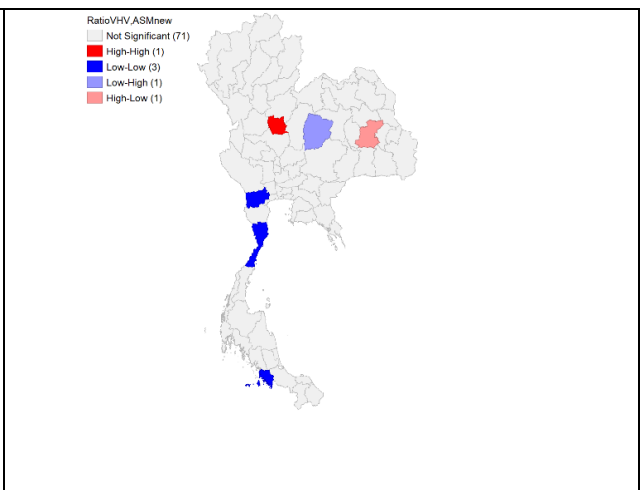 RatioVHV,ASMnew
Not Significant (71)
High-High (1)
Low-Low (3)
Low-High (1)
High-Low (1)